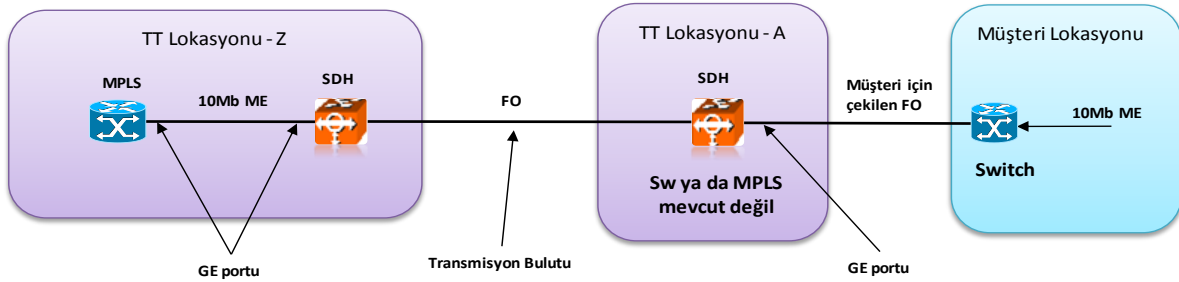 TT Lokasyonu - Z
MPLS
10Mb ME
SDH
FO
TT Lokasyonu - A
SDH
Sw ya da MPLS
mevcut değil
Müşteri için
çekilen FO
Müşteri Lokasyonu
10Mb ME
Switch
GE portu
Transmisyon Bulutu
GE portu